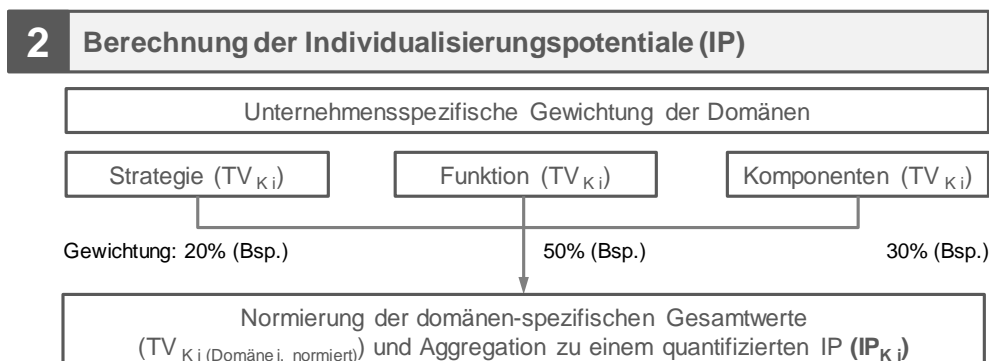 2 Berechnung der Individualisierungspotentiale (IP)
Unternehmensspezifische Gewichtung der Domänen
Strategie (TV K i) Funktion (TV K i) Komponenten (TV K i)
Gewichtung: 20% (Bsp.) 50% (Bsp.) 30% (Bsp.)
Normierung der domänen-spezifischen Gesamtwerte
(TV K i (Domäne j, normiert)) und Aggregation zu einem quantifizierten IP (IP K i)